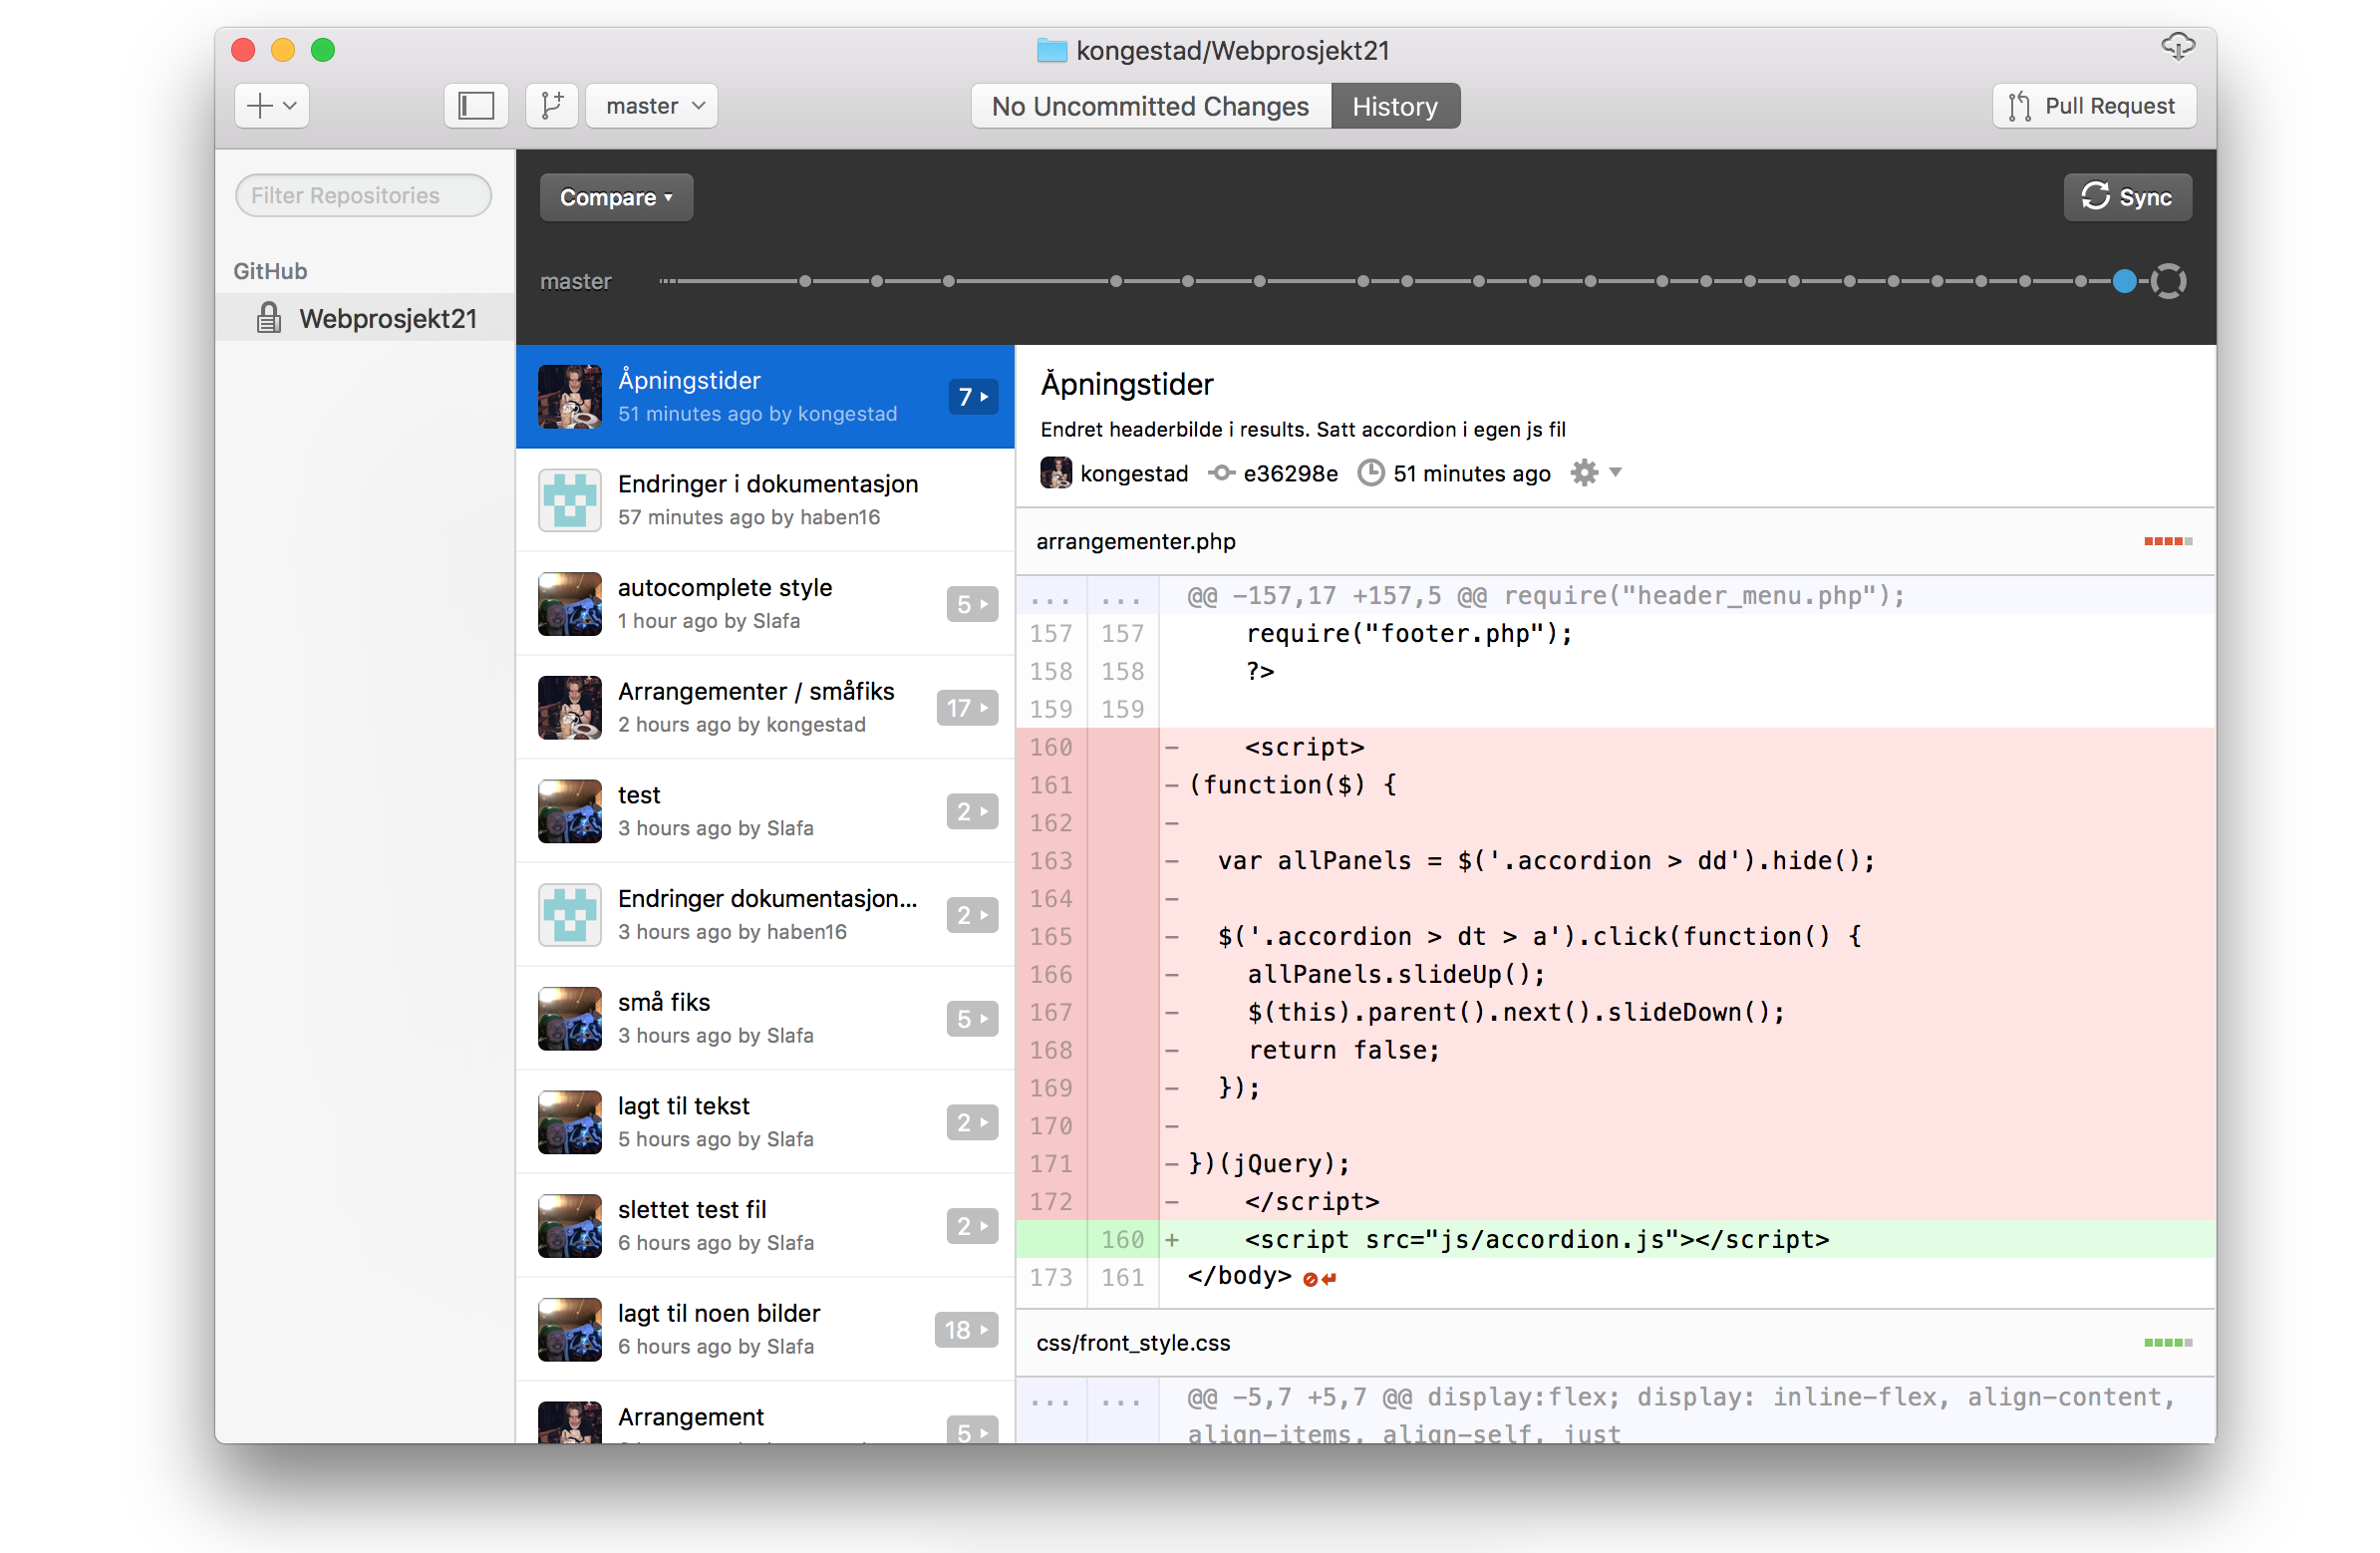 kongestad/Webprosjekt21
master
No Uncommitted Changes
History
Pull Request
Filter Repositories
GitHub
Webprosjekt21
Compare
Sync
master
Åpningstider
51 minutes ago by kongestad
7
Endringer i dokumentasjon
57 minutes ago by haben16
autocomplete style
1 hour ago by Slafa
5
Arrangementer / småfiks
2 hours ago by kongestad
17
test
3 hours ago by Slafa
2
Endringer dokumentasjon...
3 hours ago by haben16
2
små fiks
3 hours ago by Slafa
5
lagt til tekst
5 hours ago by Slafa
2
slettet test fil
6 hours ago by Slafa
2
lagt til noen bilder
6 hours ago by Slafa
18
Arrangement
5
Åpningstider
Endret headerbilde i results. Satt accordion i egen js fil
kongestad e36298e 51 minutes ago
arrangementer.php
... ... @@ -157,17 +157,5 @@ require("header_menu.php");
157 157 require("footer.php");
158 158 ?>
159 159
160 - <script>
161 - (function($) {
162 -
163 - var allPanels = $('.accordion > dd').hide();
164 -
165 - $('.accordion > dt > a').click(function() {
166 - allPanels.slideUp();
167 - $(this).parent().next().slideDown();
168 - return false;
169 - });
170 -
171 - })(jQuery);
172 - </script>
160 + <script src="js/accordion.js"></script>
173 161 </body>
css/front_style.css
... ... @@ -5,7 +5,7 @@ display:flex; display: inline-flex, align-content,
align-items, align-self, just